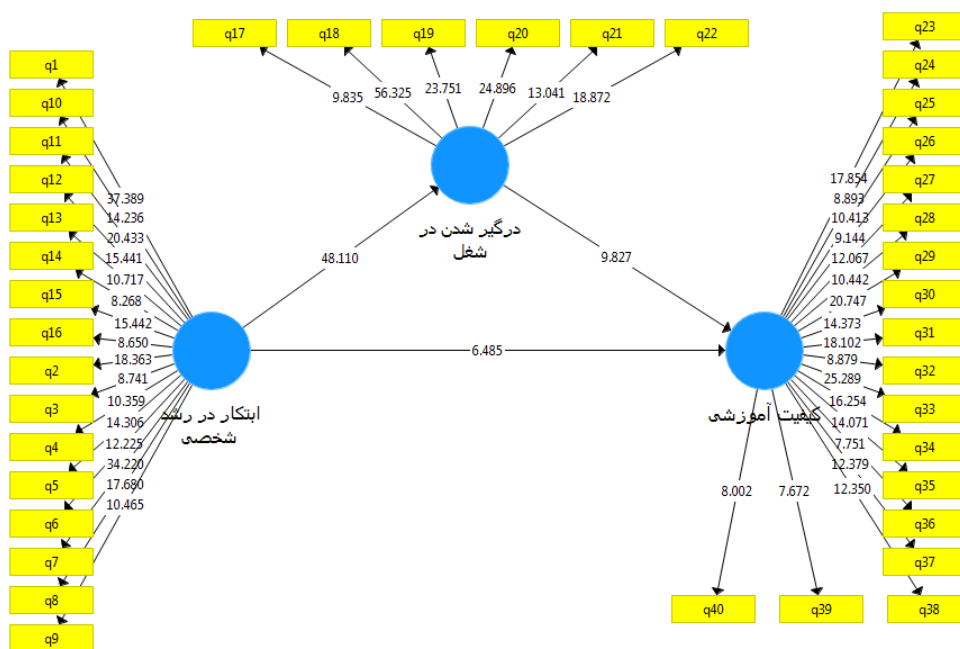 q17
q18
q19
q20
q21
q22
q23
q1
q24
q10
q25
q11
q26
q12
q27
q13
q28
q14
q29
q15
q30
q16
q31
q2
q32
q3
q33
q4
q34
q5
q35
q6
q36
q7
q37
q8
q40
q39
q38
q9
9.835
56.325
23.751
24.896
13.041
18.872
درگیر شدن در
شغل
48.110
9.827
6.485
37.389
14.236
20.433
15.441
10.717
8.268
15.442
8.650
18.363
8.741
10.359
14.306
12.225
34.220
17.680
10.465
ابتکار در رشد
شخصی
17.854
8.893
10.413
9.144
12.067
10.442
20.747
14.373
18.102
8.879
25.289
16.254
14.071
7.751
12.379
12.350
کیفیت آموزشی
8.002
7.672